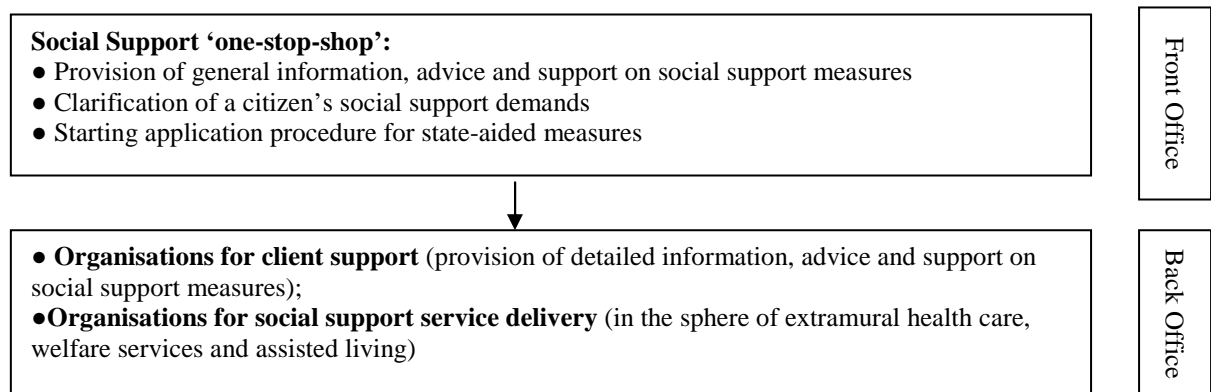 Social Support ‘one-stop-shop’:
● Provision of general information, advice and support on social support measures
● Clarification of a citizen’s social support demands
● Starting application procedure for state-aided measures
Front Office
● Organisations for client support (provision of detailed information, advice and support on
social support measures);
●Organisations for social support service delivery (in the sphere of extramural health care,
welfare services and assisted living)
Back Office